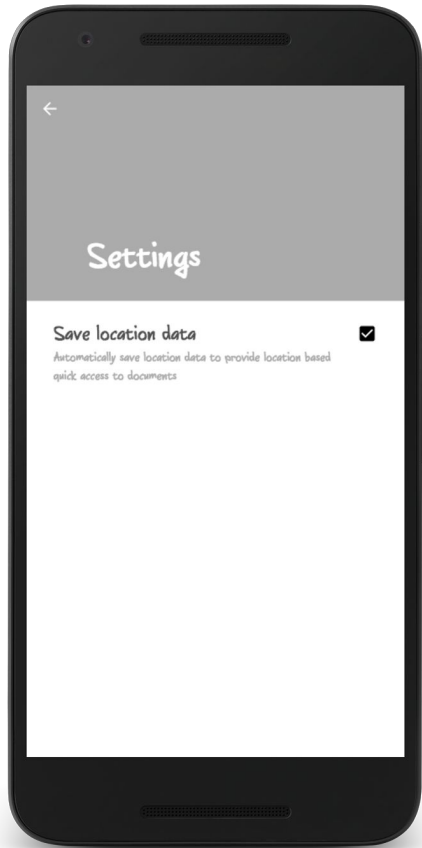 Settings
Save location data
Automatically save location data to provide location based
quick access to documents